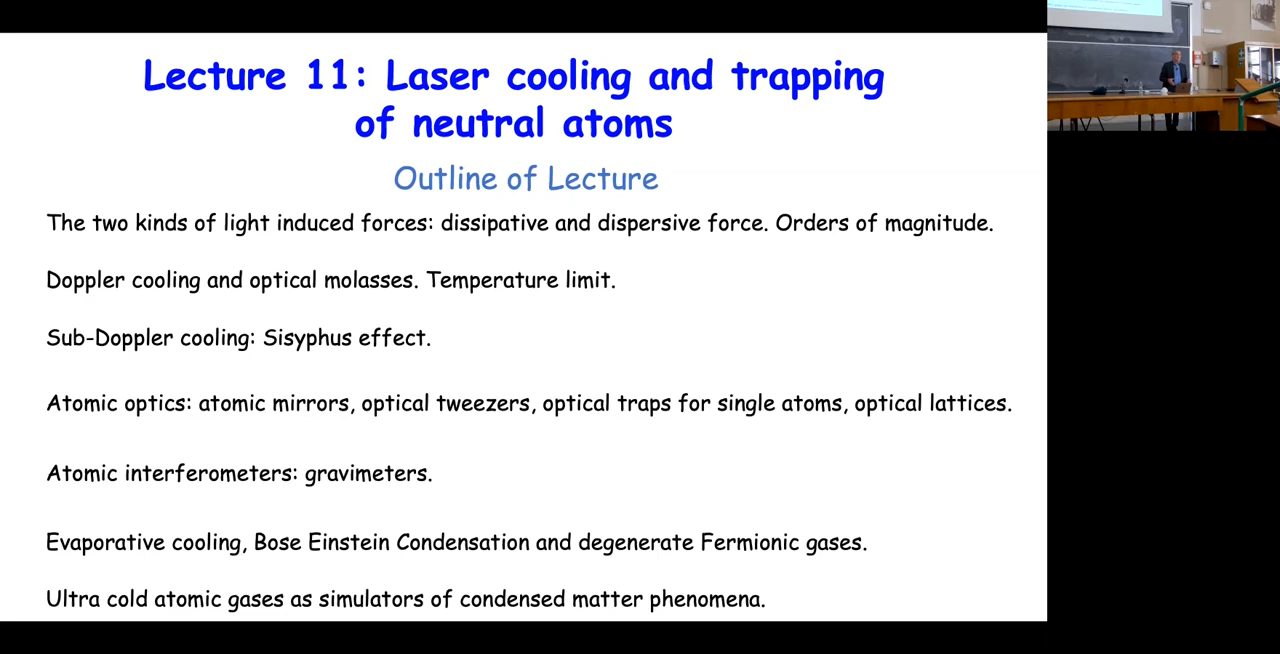 Lecture 11: Laser cooling and trapping
of neutral atoms
Outline of Lecture
The two kinds of light induced forces: dissipative and dispersive force. Orders of magnitude.
Doppler cooling and optical molasses. Temperature limit.
Sub-Doppler cooling: Sisyphus effect.
Atomic optics: atomic mirrors, optical tweezers, optical traps for single atoms, optical lattices.
Atomic interferometers: gravimeters.
Evaporative cooling, Bose Einstein Condensation and degenerate Fermionic gases.
Ultra cold atomic gases as simulators of condensed matter phenomena.